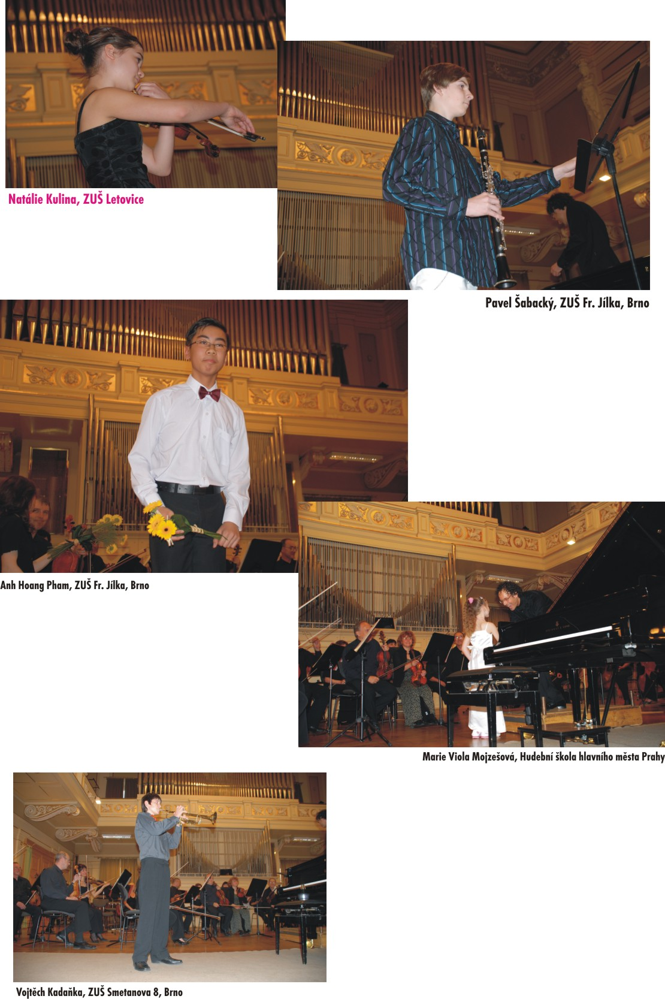 Natálie Kulina, ZUŠ Letovice
Pavel Šabacký, ZUŠ Fr. Jílka, Brno
Anh Hoang Pham, ZUŠ Fr. Jílka, Brno
Marie Viola Mojzešová, Hudební škola hlavního města Prahy
Vojtěch Kadaňka, ZUŠ Smetanova 8, Brno